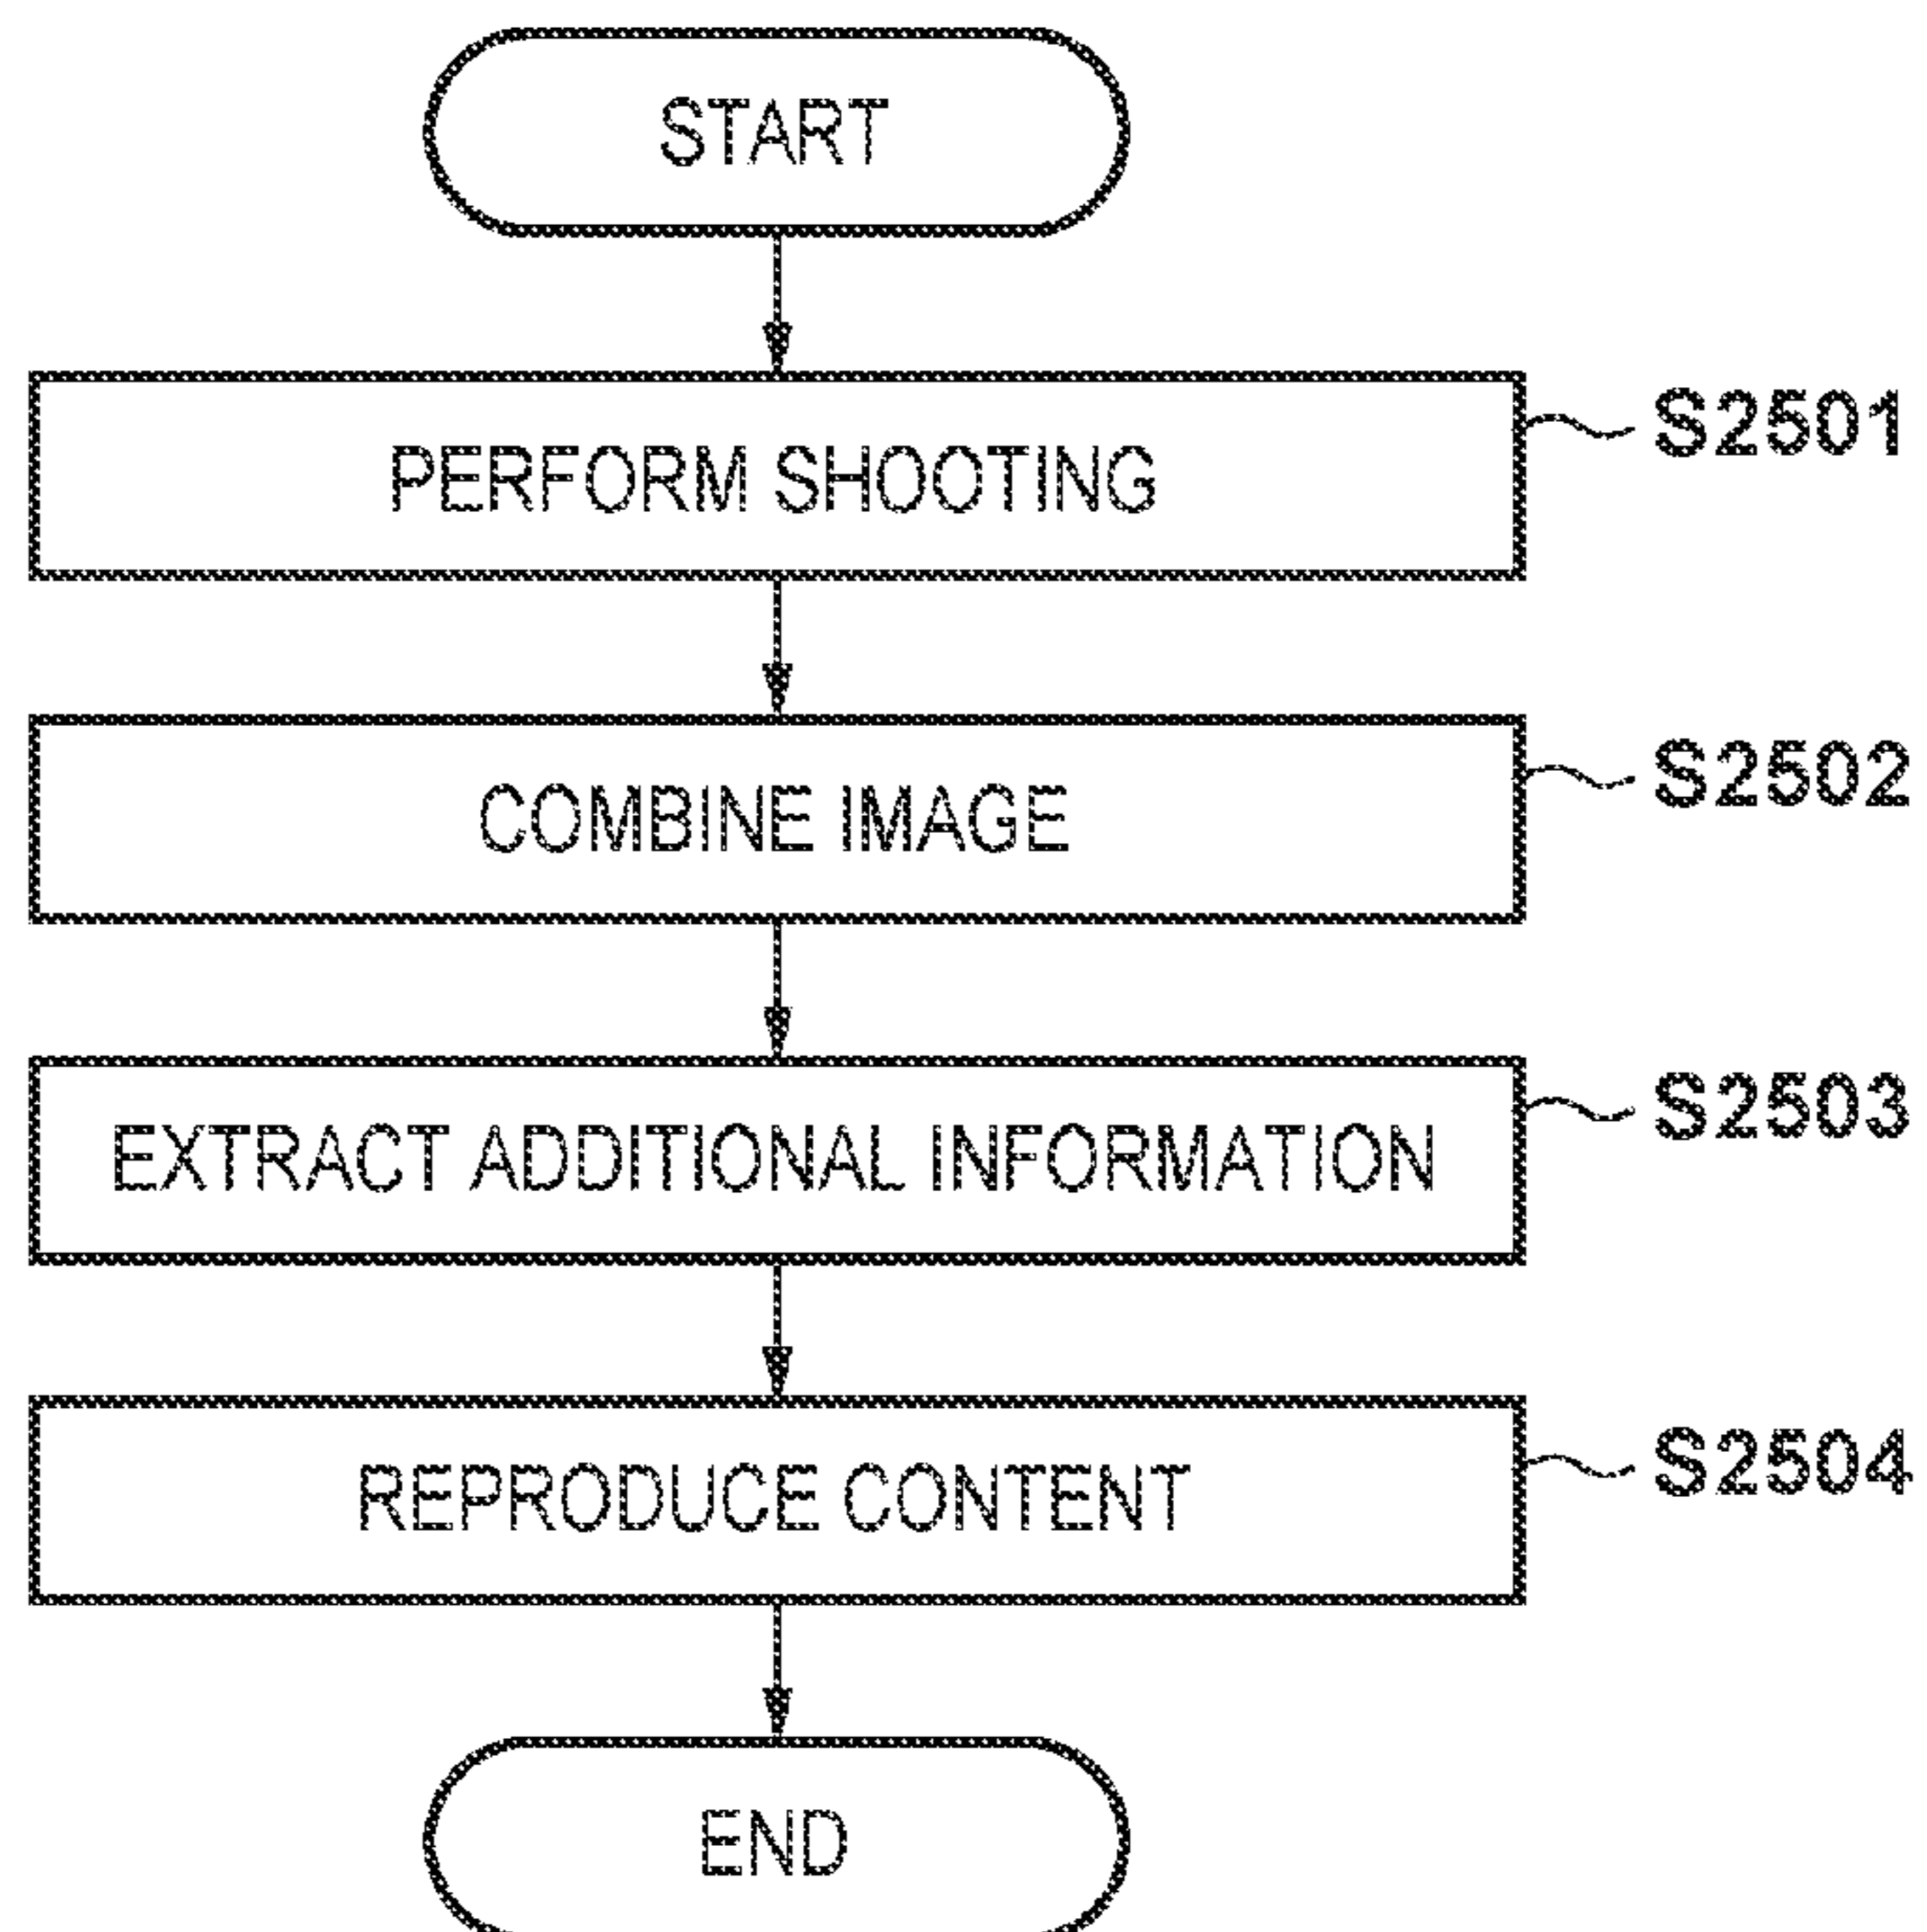 START
PERFORM SHOOTING
S2501
COMBINE IMAGE
S2502
EXTRACT ADDITIONAL INFORMATION
S2503
REPRODUCE CONTENT
S2504
END